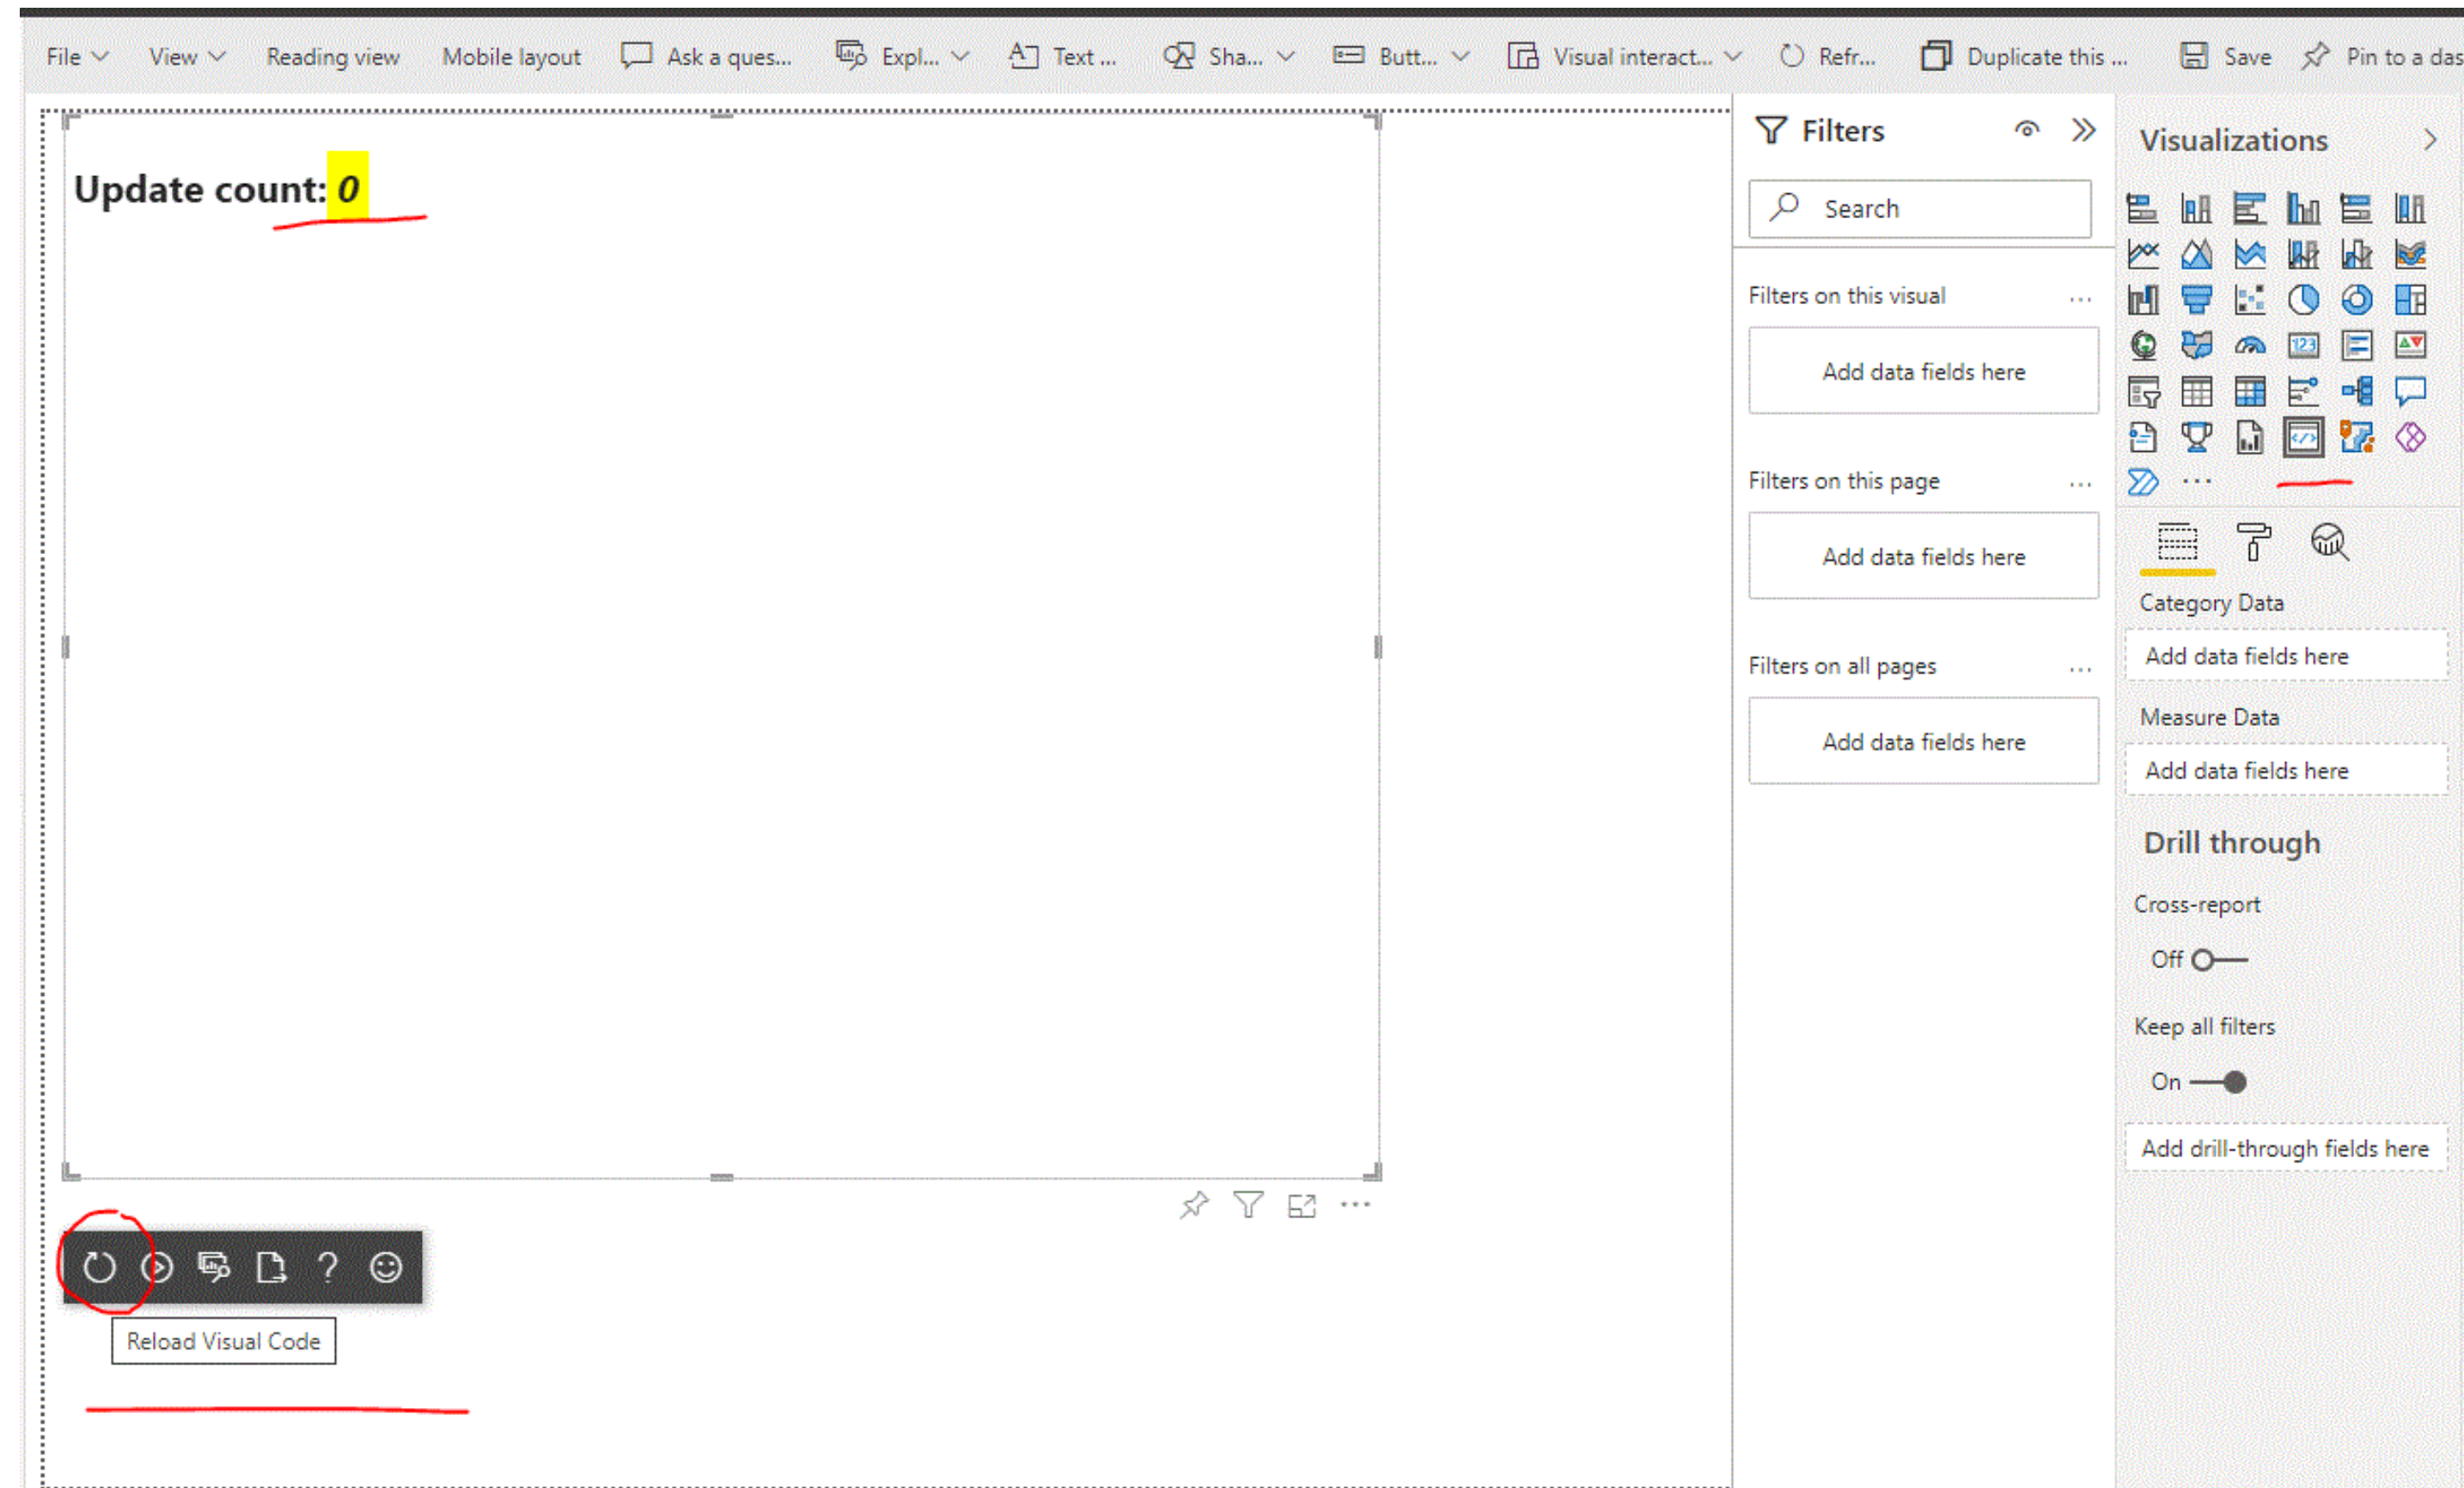 File View Reading view Mobile layout Ask a ques... Expl... Text ... Sha... Butt... Visual interact... Refr... Duplicate this ... Save Pin to a das
Update count: 0
Filters
Search
Filters on this visual ...
Add data fields here
Filters on this page ...
Add data fields here
Filters on all pages ...
Add data fields here
Visualizations
123
...
Category Data
Add data fields here
Measure Data
Add data fields here
Drill through
Cross-report
Off
Keep all filters
On
Add drill-through fields here
...
?
Reload Visual Code